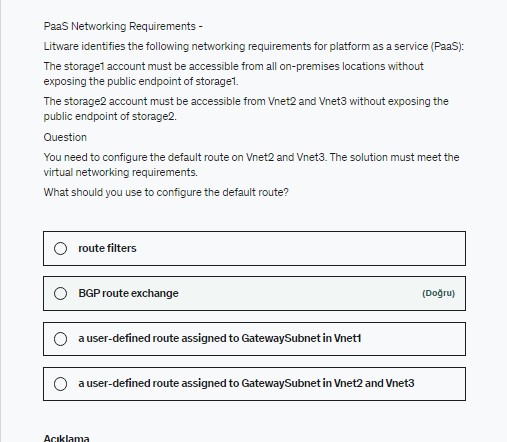 PaaS Networking Requirements -
Litware identifies the following networking requirements for platform as a service (PaaS):
The storage1 account must be accessible from all on-premises locations without
exposing the public endpoint of storage1.
The storage2 account must be accessible from Vnet2 and Vnet3 without exposing the
public endpoint of storage2.
Question
You need to configure the default route on Vnet2 and Vnet3. The solution must meet the
virtual networking requirements.
What should you use to configure the default route?
route filters
BGP route exchange (Doğru)
a user-defined route assigned to GatewaySubnet in Vnet1
a user-defined route assigned to GatewaySubnet in Vnet2 and Vnet3
Açıklama